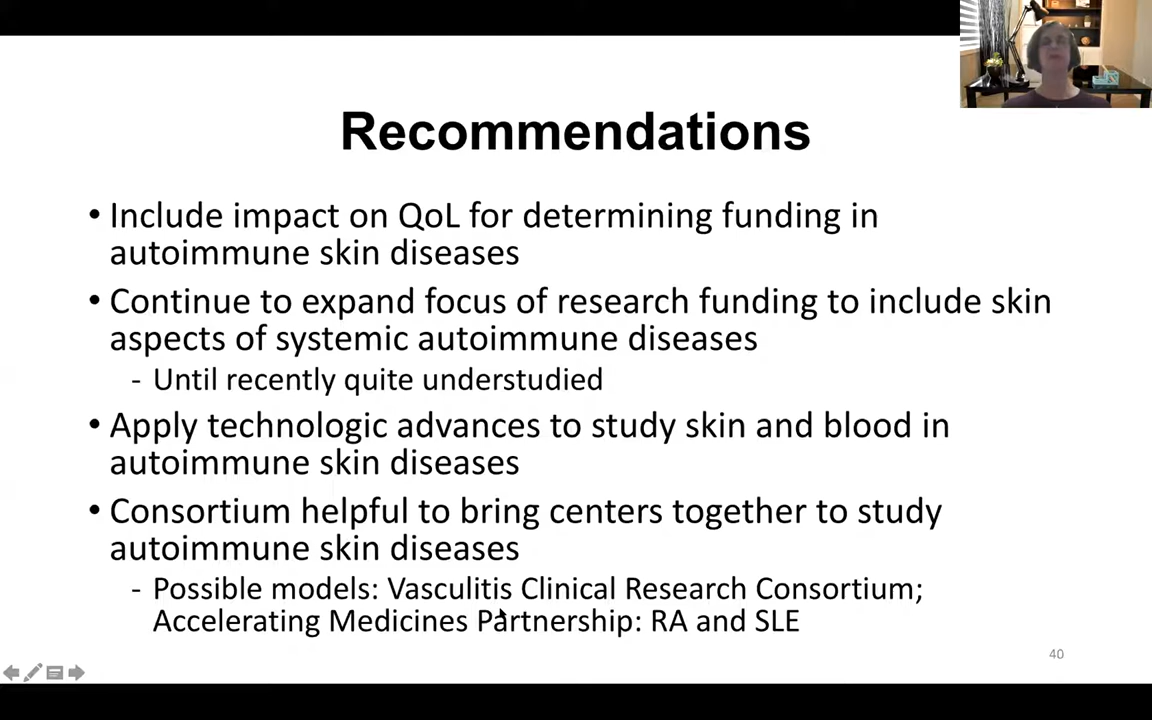 Recommendations
• Include impact on QoL for determining funding in
autoimmune skin diseases
• Continue to expand focus of research funding to include skin
aspects of systemic autoimmune diseases
- Until recently quite understudied
• Apply technologic advances to study skin and blood in
autoimmune skin diseases
• Consortium helpful to bring centers together to study
autoimmune skin diseases
- Possible models: Vasculitis Clinical Research Consortium;
Accelerating Medicines Partnership: RA and SLE
40